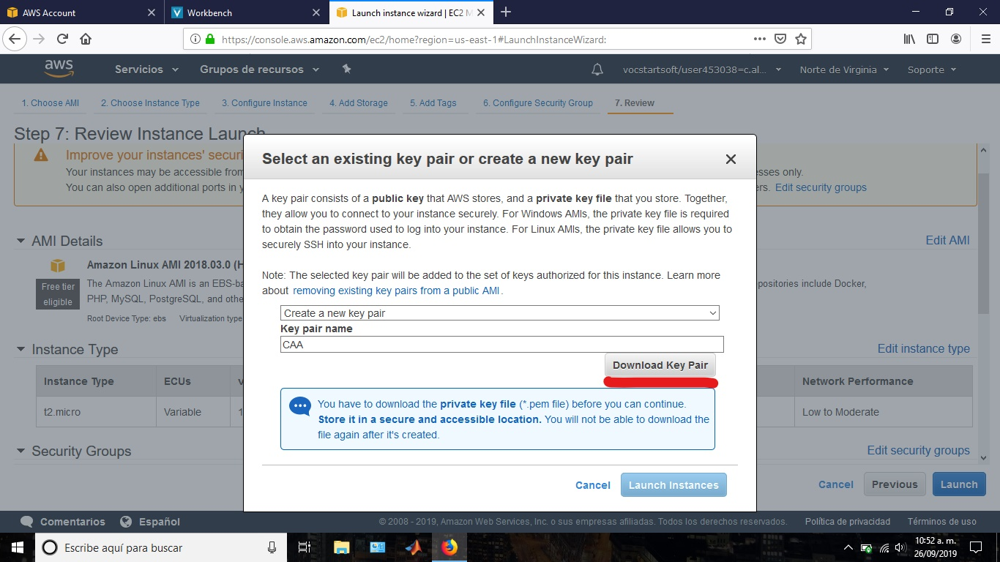 AWS Account
Workbench
Launch instance wizard | EC2 M
https://console.aws.amazon.com/ec2/home?region=us-east-1#LaunchInstanceWizard:
aws
Servicios
Grupos de recursos
vocstartsoft/user453038=c.al...
Norte de Virginia
Soporte
1. Choose AMI
2. Choose Instance Type
3. Configure Instance
4. Add Storage
5. Add Tags
6. Configure Security Group
7. Review
Step 7: Review Instance Launch
Improve your instances' securi
Your instances may be accessible from
esses only.
You can also open additional ports in y
ers. Edit security groups
AMI Details
Edit AMI
Amazon Linux AMI 2018.03.0 (H
Free tier
eligible
The Amazon Linux AMI is an EBS-ba
positories include Docker,
PHP, MySQL, PostgreSQL, and othe
Root Device Type: ebs
Virtualization type
Instance Type
Edit instance type
Instance Type
ECUs
v
Network Performance
t2.micro
Variable
1
Low to Moderate
Security Groups
Edit security groups
Cancel
Previous
Launch
Select an existing key pair or create a new key pair
A key pair consists of a public key that AWS stores, and a private key file that you store. Together,
they allow you to connect to your instance securely. For Windows AMIs, the private key file is required
to obtain the password used to log into your instance. For Linux AMIs, the private key file allows you to
securely SSH into your instance.
Note: The selected key pair will be added to the set of keys authorized for this instance. Learn more
about removing existing key pairs from a public AMI.
Create a new key pair
Key pair name
CAA
Download Key Pair
You have to download the private key file (*.pem file) before you can continue.
Store it in a secure and accessible location. You will not be able to download the
file again after it's created.
Cancel
Launch Instances
Comentarios
Español
© 2008 - 2019, Amazon Web Services, Inc. o sus empresas afiliadas. Todos los derechos reservados.
Política de privacidad
Términos de uso
Escribe aquí para buscar
10:52 a. m.
26/09/2019